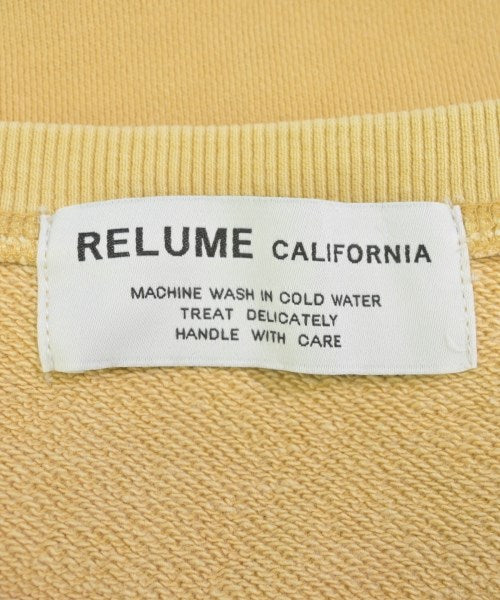 RELUME CALIFORNIA
MACHINE WASH IN COLD WATER
TREAT DELICATELY
HANDLE WITH CARE